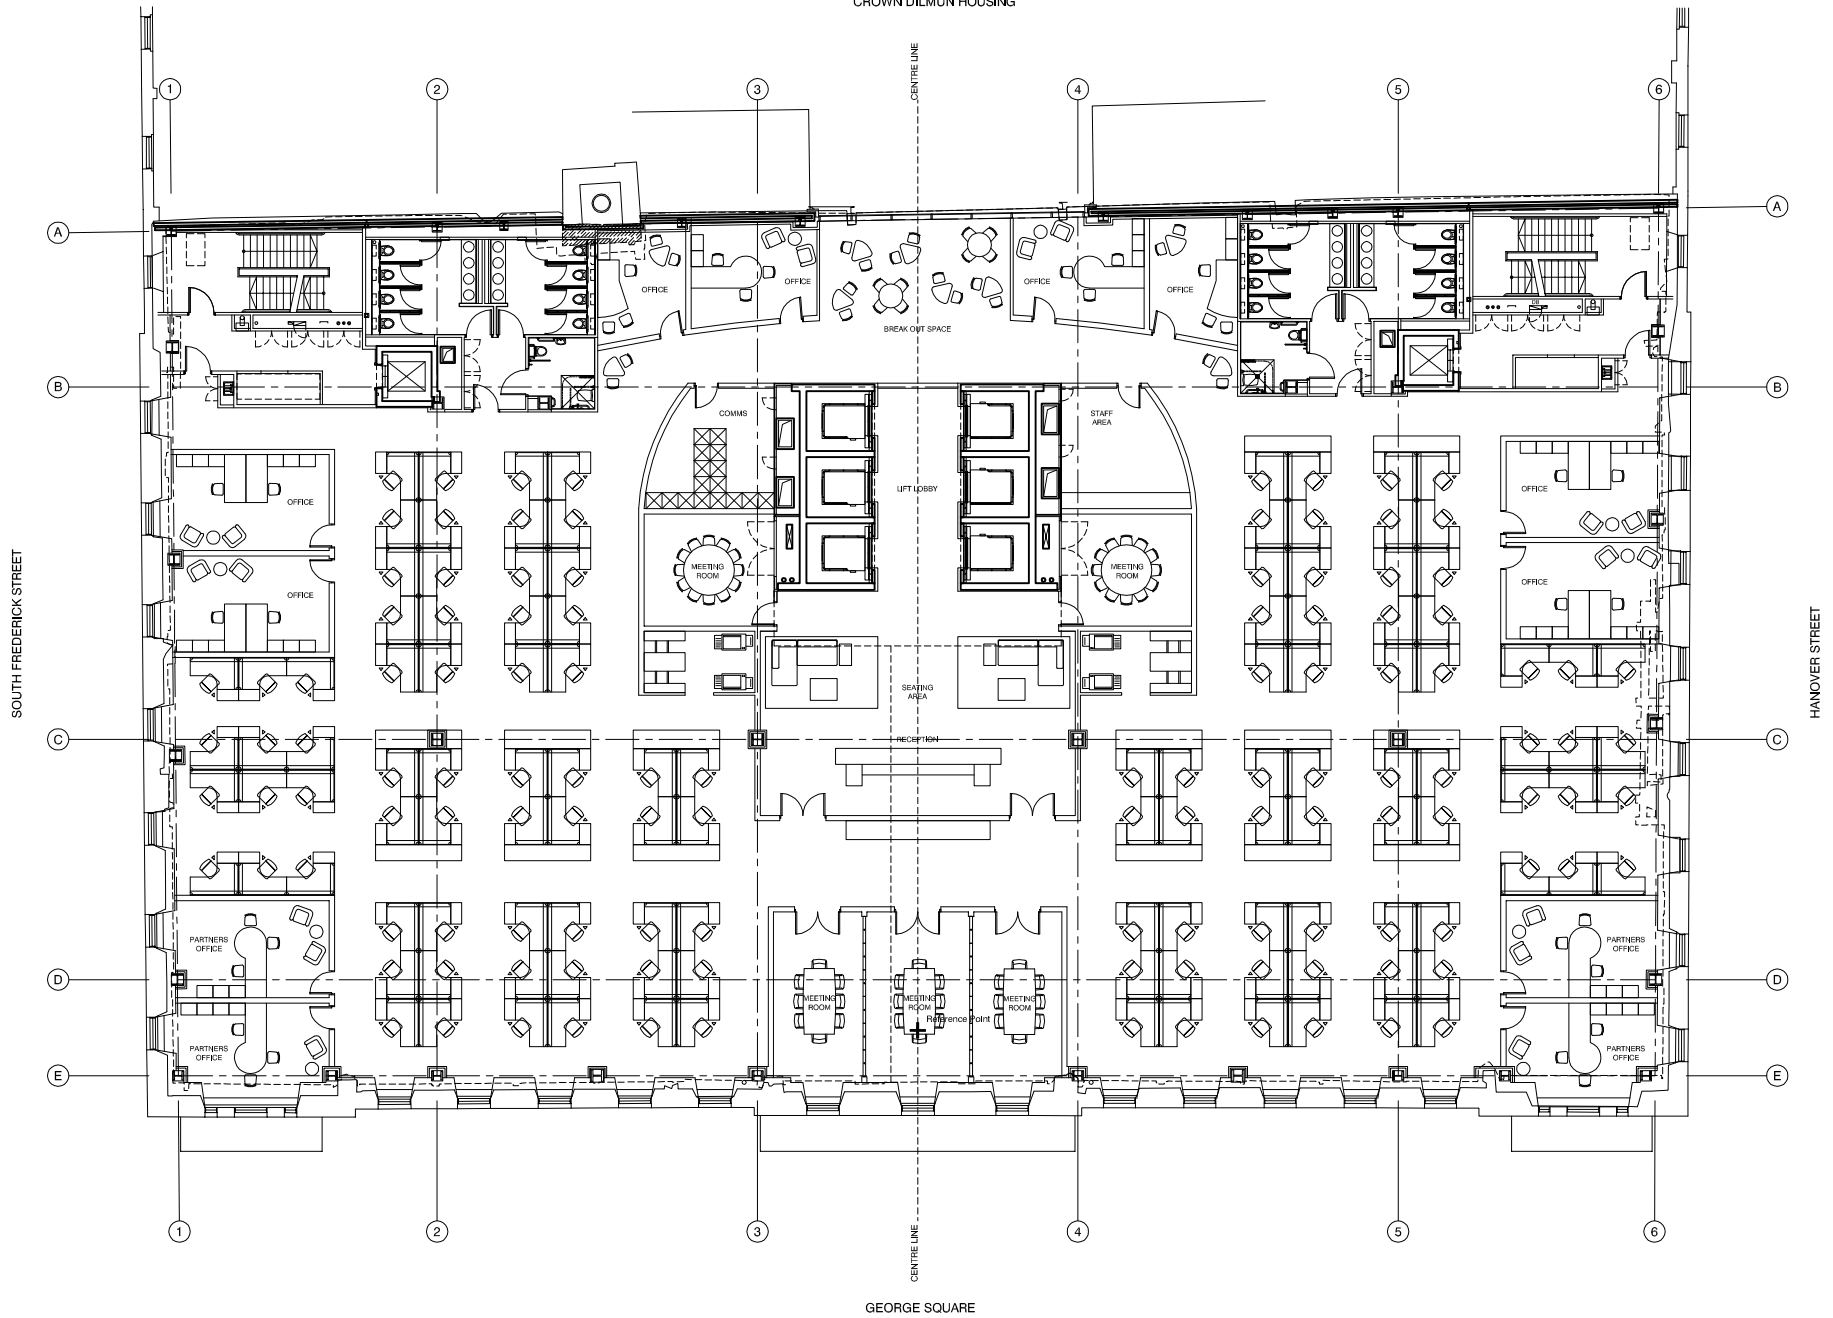 CROWN DILMUN HOUSING
CENTRE LINE
1
2
3
4
5
6
A
A
OFFICE
OFFICE
OFFICE
OFFICE
BREAK OUT SPACE
DB
B
B
COMMS
STAFF
AREA
LIFT LOBBY
OFFICE
OFFICE
OFFICE
OFFICE
MEETING
ROOM
MEETING
ROOM
SOUTH FREDERICK STREET
HANOVER STREET
SEATING
AREA
C
RECEPTION
C
PARTNERS
OFFICE
PARTNERS
OFFICE
D
D
MEETING
ROOM
MEETING
ROOM
MEETING
ROOM
Reference Point
PARTNERS
OFFICE
PARTNERS
OFFICE
E
E
1
2
3
4
5
6
CENTRE LINE
GEORGE SQUARE